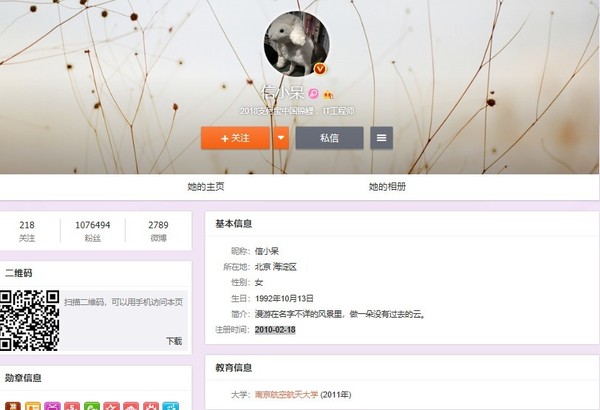 信小呆
2018支付宝中国锦鲤，IT工程师
+关注
私信
她的主页
她的相册
218
关注
1076494
粉丝
2789
微博
二维码
扫描二维码，可以用手机访问本页
下载
勋章信息
基本信息
昵称： 信小呆
所在地： 北京 海淀区
性别： 女
生日： 1992年10月13日
简介： 漫游在名字不详的风景里，做一朵没有过去的云。
注册时间： 2010-02-18
教育信息
大学： 南京航空航天大学 (2011年)